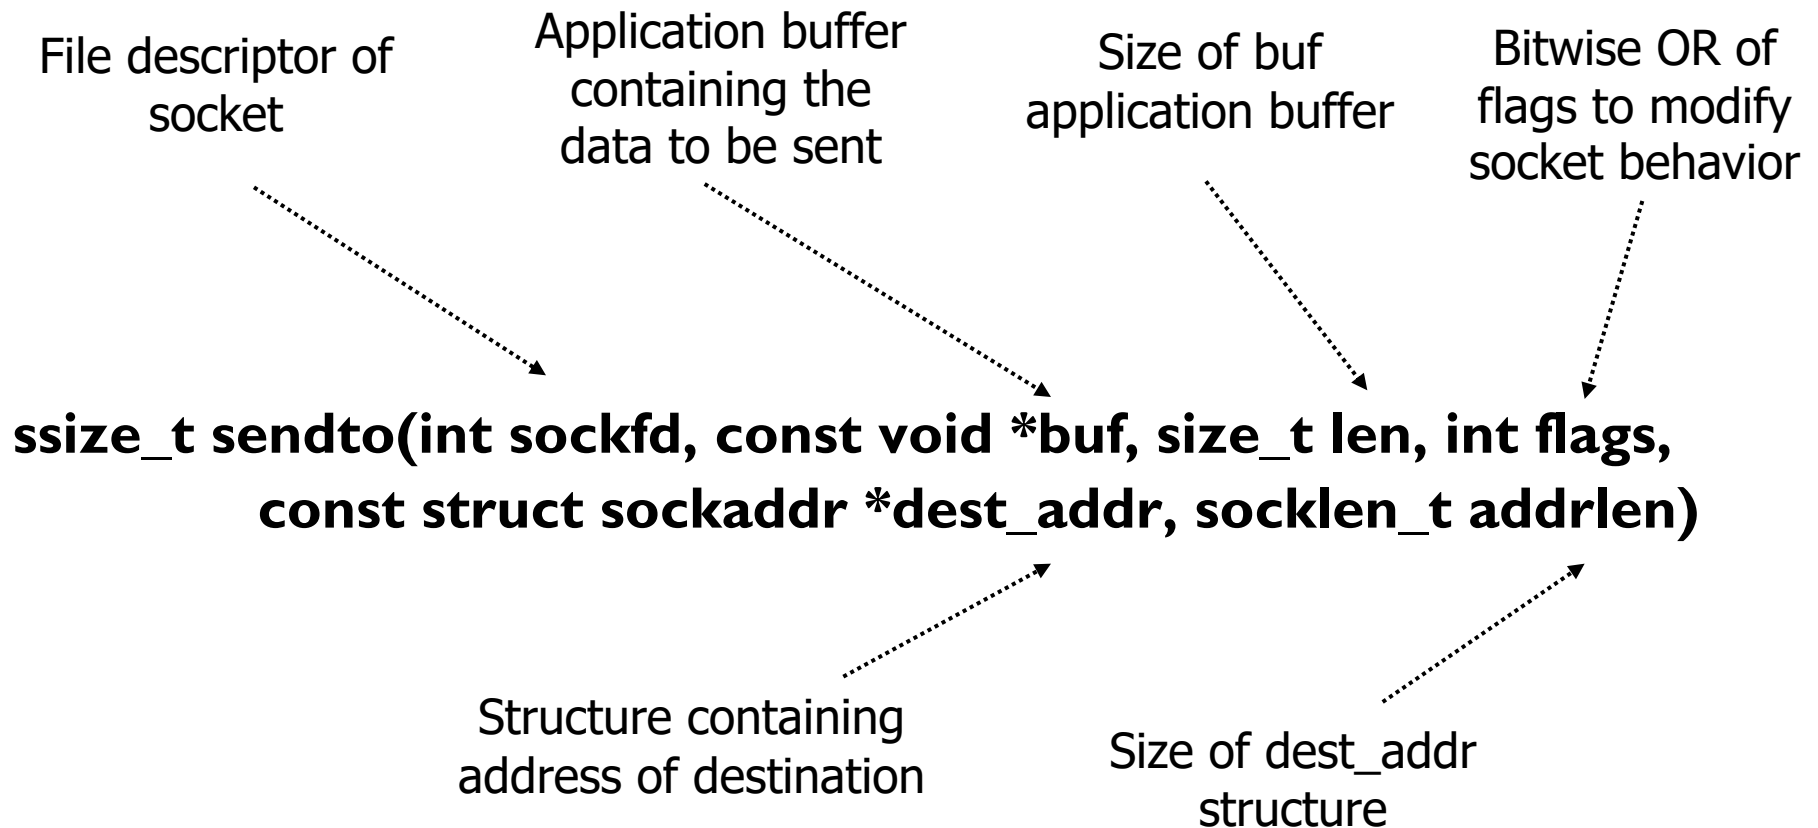 File descriptor of
socket
Application buffer
containing the
data to be sent
Size of buf
application buffer
Bitwise OR of
flags to modify
socket behavior
ssize_t sendto(int sockfd, const void *buf, size_t len, int flags,
const struct sockaddr *dest_addr, socklen_t addrlen)
Structure containing
address of destination
Size of dest_addr
structure